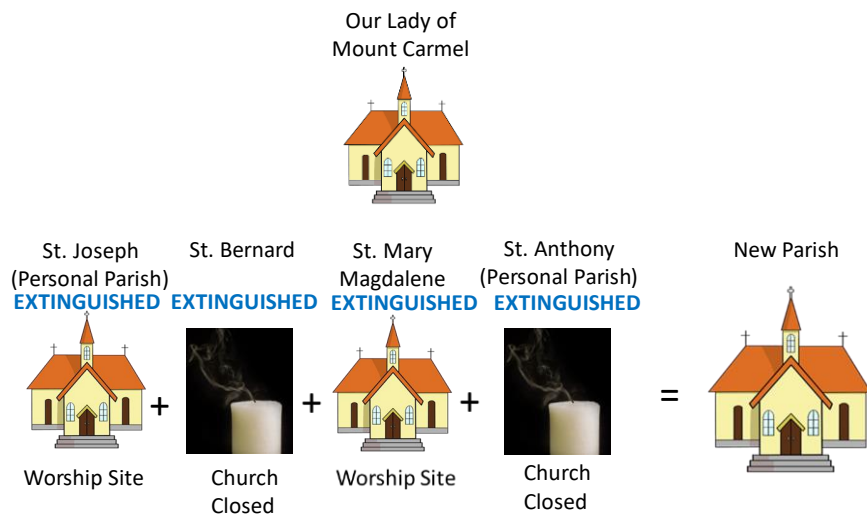 Our Lady of
Mount Carmel
St. Joseph
(Personal Parish)
EXTINGUISHED
St. Bernard
EXTINGUISHED
St. Mary
Magdalene
EXTINGUISHED
St. Anthony
(Personal Parish)
EXTINGUISHED
New Parish
+
+
+
=
Worship Site
Church
Closed
Worship Site
Church
Closed